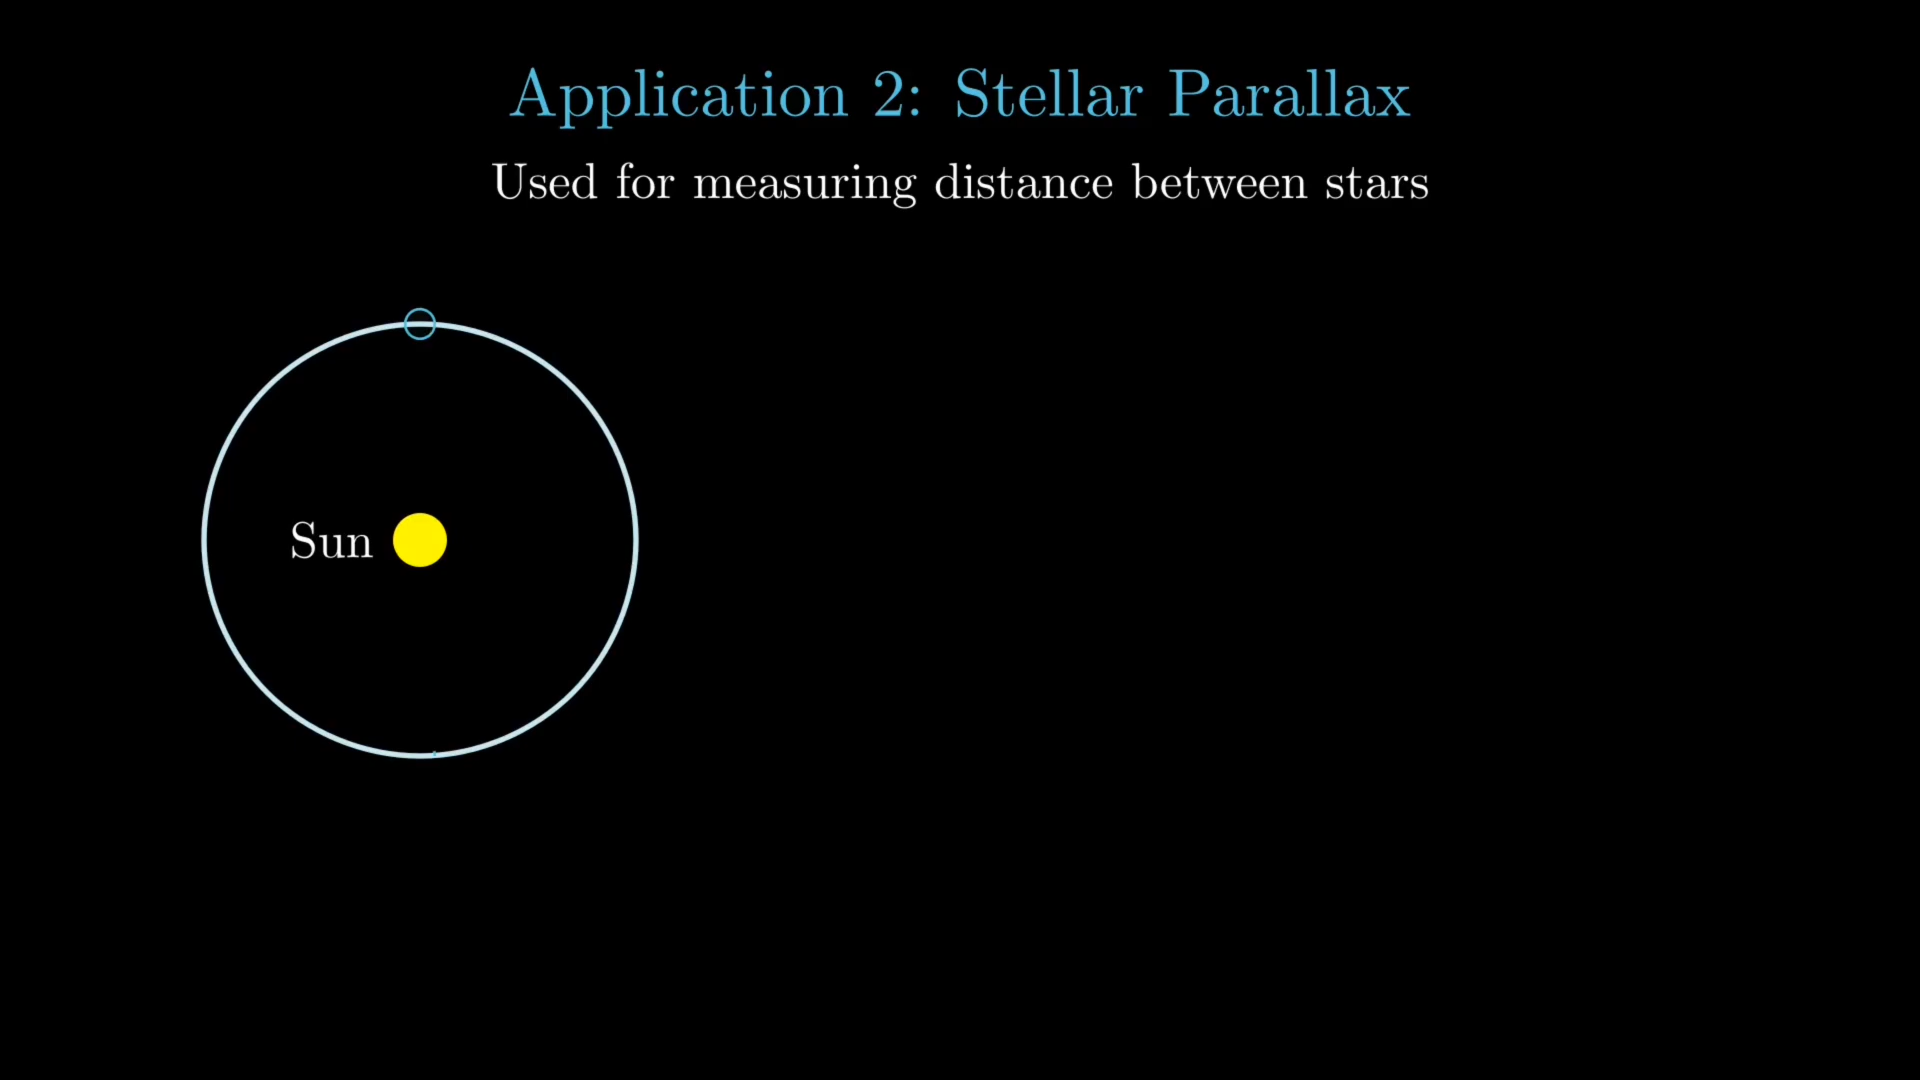 Application 2: Stellar Parallax
Used for measuring distance between stars
Sun